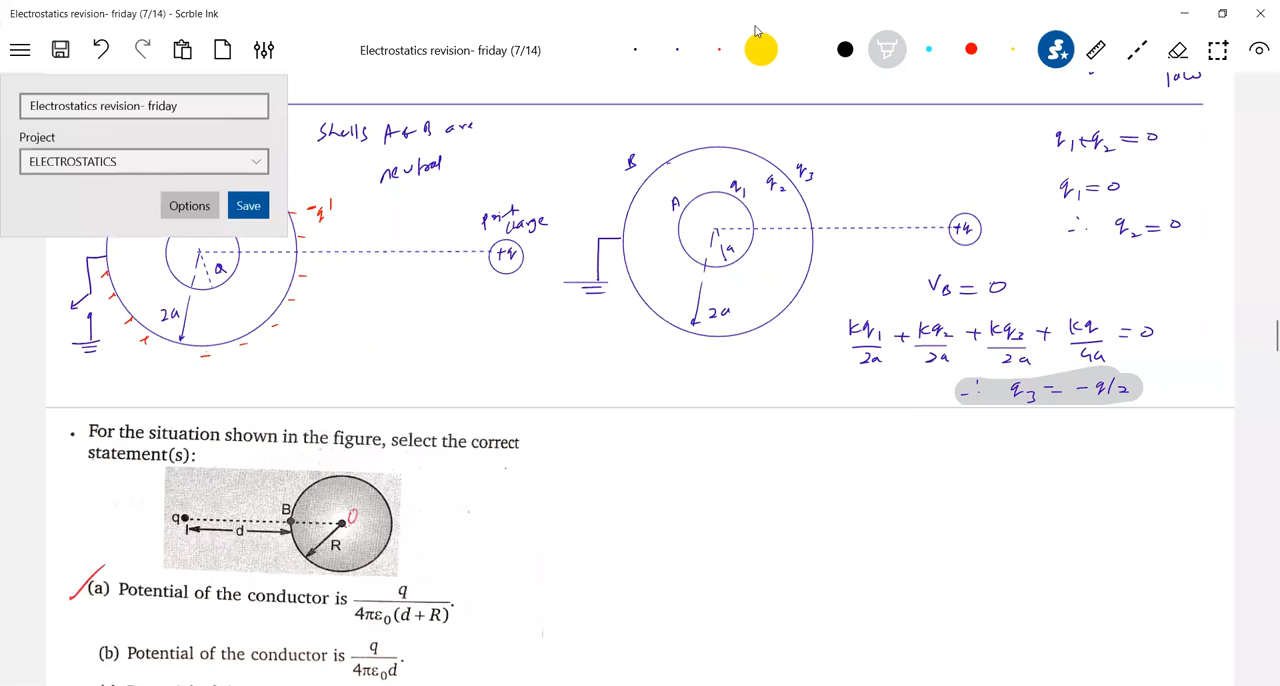 Electrostatics revision- friday (7/14) - Scrble Ink
Electrostatics revision- friday (7/14)
Electrostatics revision- friday
Project
ELECTROSTATICS
Options
Save
law
Shells A & B are
neutral
-q'
point
charge
+q
a
2a
B
A
q₁
q₂
q₃
a
2a
+q
q₁+q₂ = 0
q₁ = 0
∴ q₂ = 0
V_B = 0
kq₁/2a + kq₂/2a + kq₃/2a + kq/4a = 0
∴ q₃ = -q/2
• For the situation shown in the figure, select the correct
statement(s):
q
B
O
d
R
(a) Potential of the conductor is q/4πε₀(d + R).
(b) Potential of the conductor is q/4πε₀d.